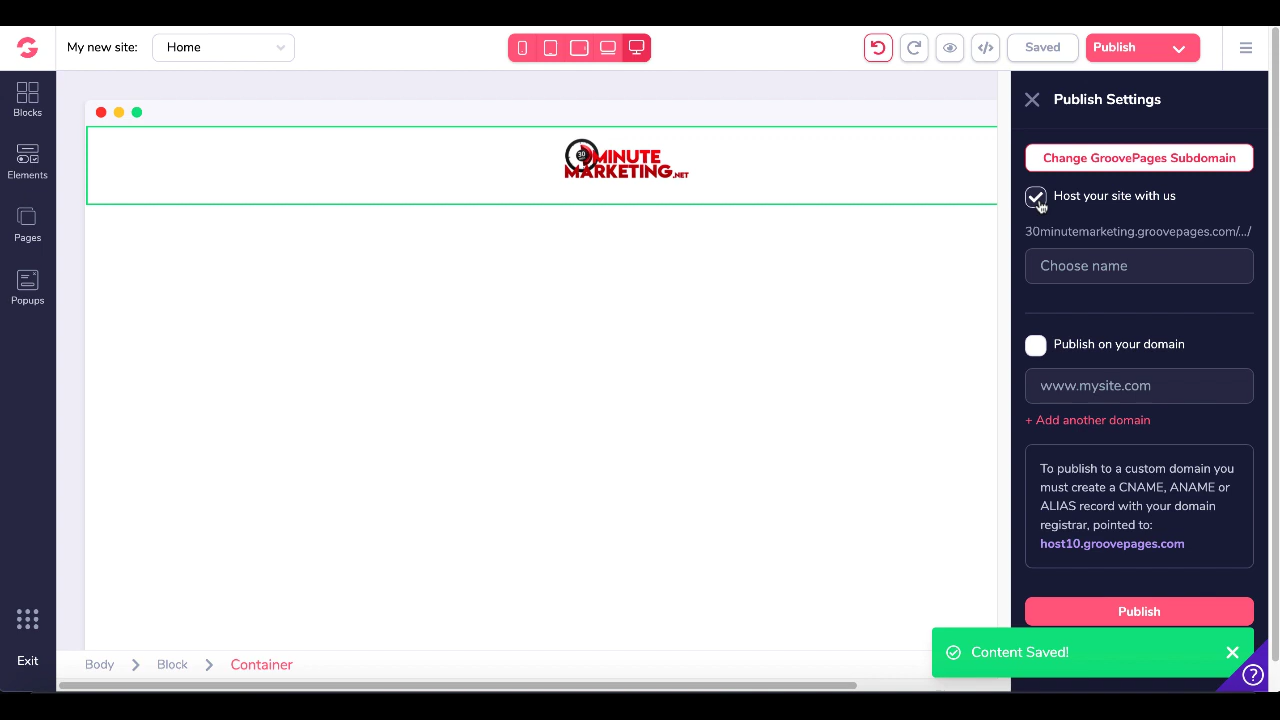 My new site:
Home
Saved
Publish
Blocks
Elements
Pages
Popups
Exit
30
MINUTE
MARKETING.NET
Body
Block
Container
Publish Settings
Change GroovePages Subdomain
Host your site with us
30minutemarketing.groovepages.com/.../
Choose name
Publish on your domain
www.mysite.com
+ Add another domain
To publish to a custom domain you
must create a CNAME, ANAME or
ALIAS record with your domain
registrar, pointed to:
host10.groovepages.com
Publish
Content Saved!